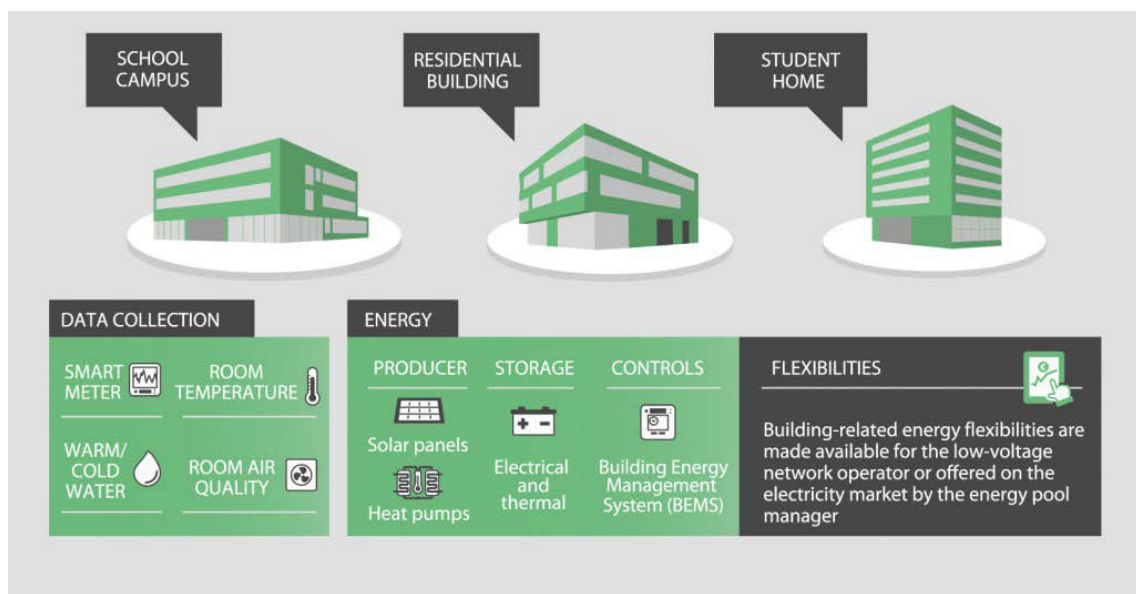 SCHOOL
CAMPUS
RESIDENTIAL
BUILDING
STUDENT
HOME
DATA COLLECTION
SMART
METER
ROOM
TEMPERATURE
WARM/
COLD
WATER
ROOM AIR
QUALITY
ENERGY
PRODUCER
Solar panels
Heat pumps
STORAGE
Electrical
and
thermal
CONTROLS
Building Energy
Management
System (BEMS)
FLEXIBILITIES
Building-related energy flexibilities are
made available for the low-voltage
network operator or offered on the
electricity market by the energy pool
manager